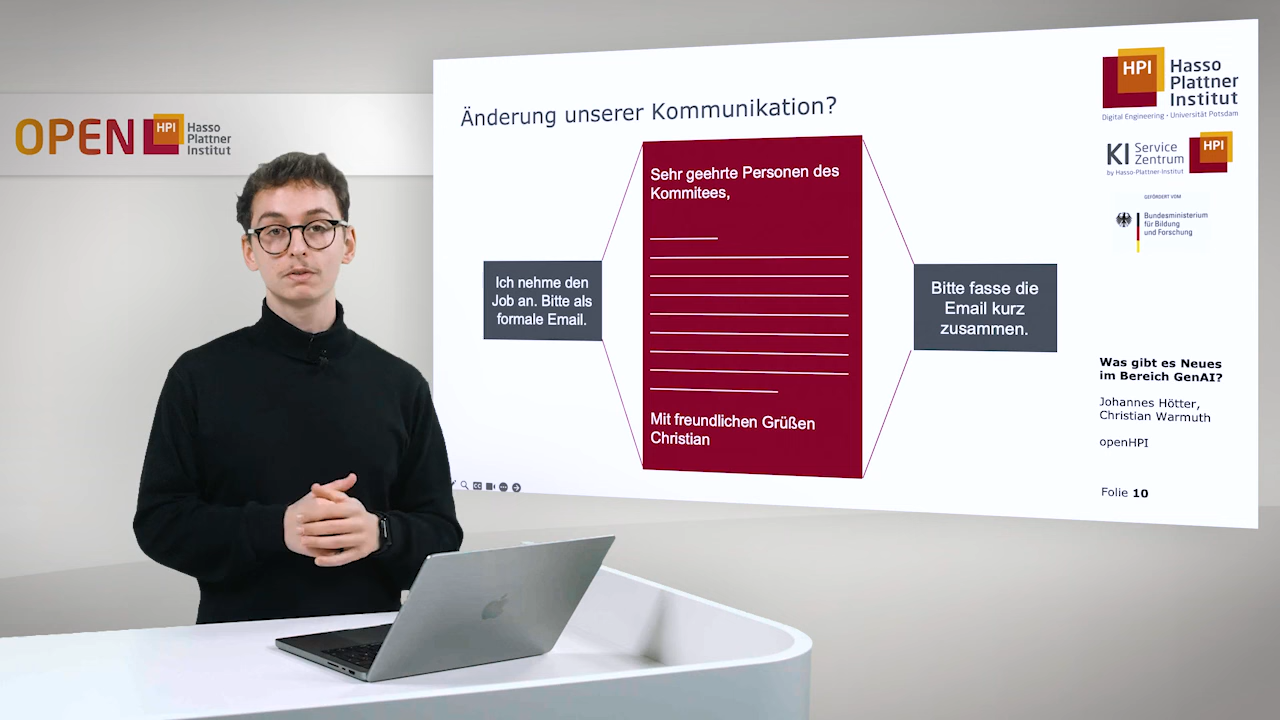 OPEN
HPI
Hasso
Plattner
Institut
Änderung unserer Kommunikation?
Ich nehme den
Job an. Bitte als
formale Email.
Sehr geehrte Personen des
Kommitees,
Mit freundlichen Grüßen
Christian
Bitte fasse die
Email kurz
zusammen.
HPI
Hasso
Plattner
Institut
Digital Engineering · Universität Potsdam
KI Service
Zentrum
by Hasso-Plattner-Institut
HPI
GEFÖRDERT VOM
Bundesministerium
für Bildung
und Forschung
Was gibt es Neues
im Bereich GenAI?
Johannes Hötter,
Christian Warmuth
openHPI
Folie 10